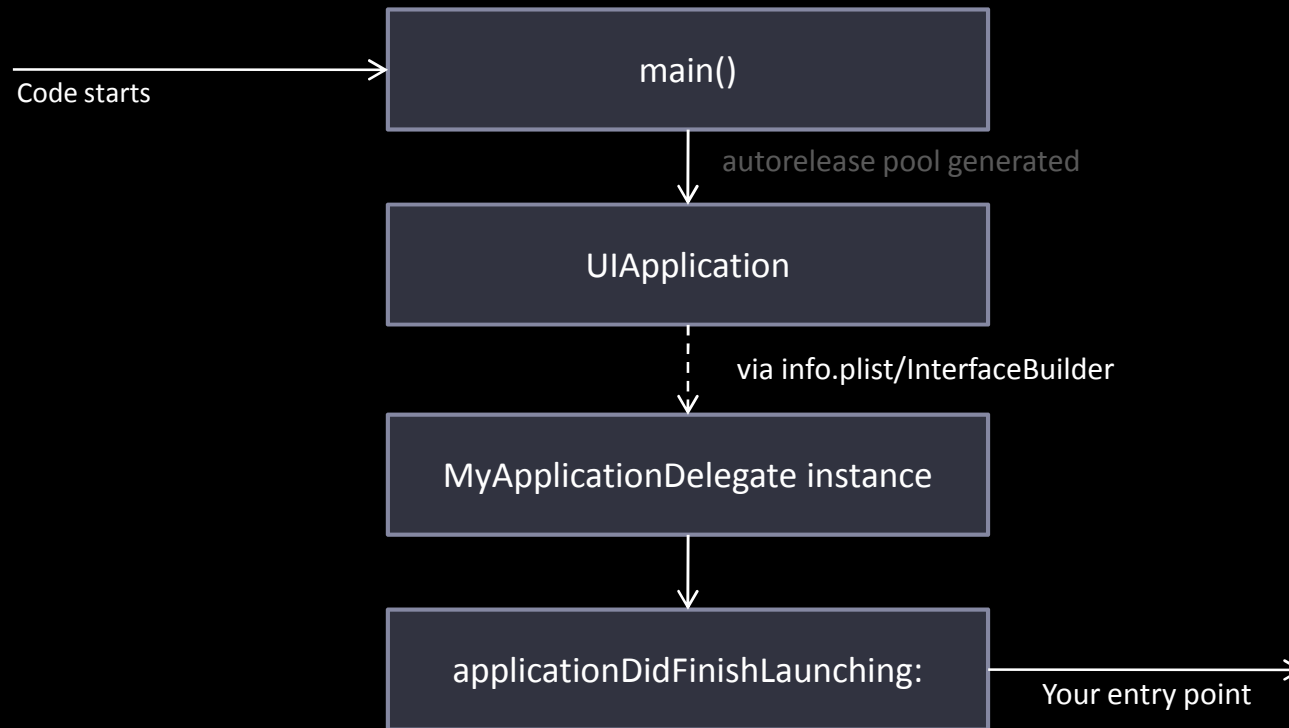 main()
Code starts
autorelease pool generated
UIApplication
via info.plist/InterfaceBuilder
MyApplicationDelegate instance
applicationDidFinishLaunching:
Your entry point